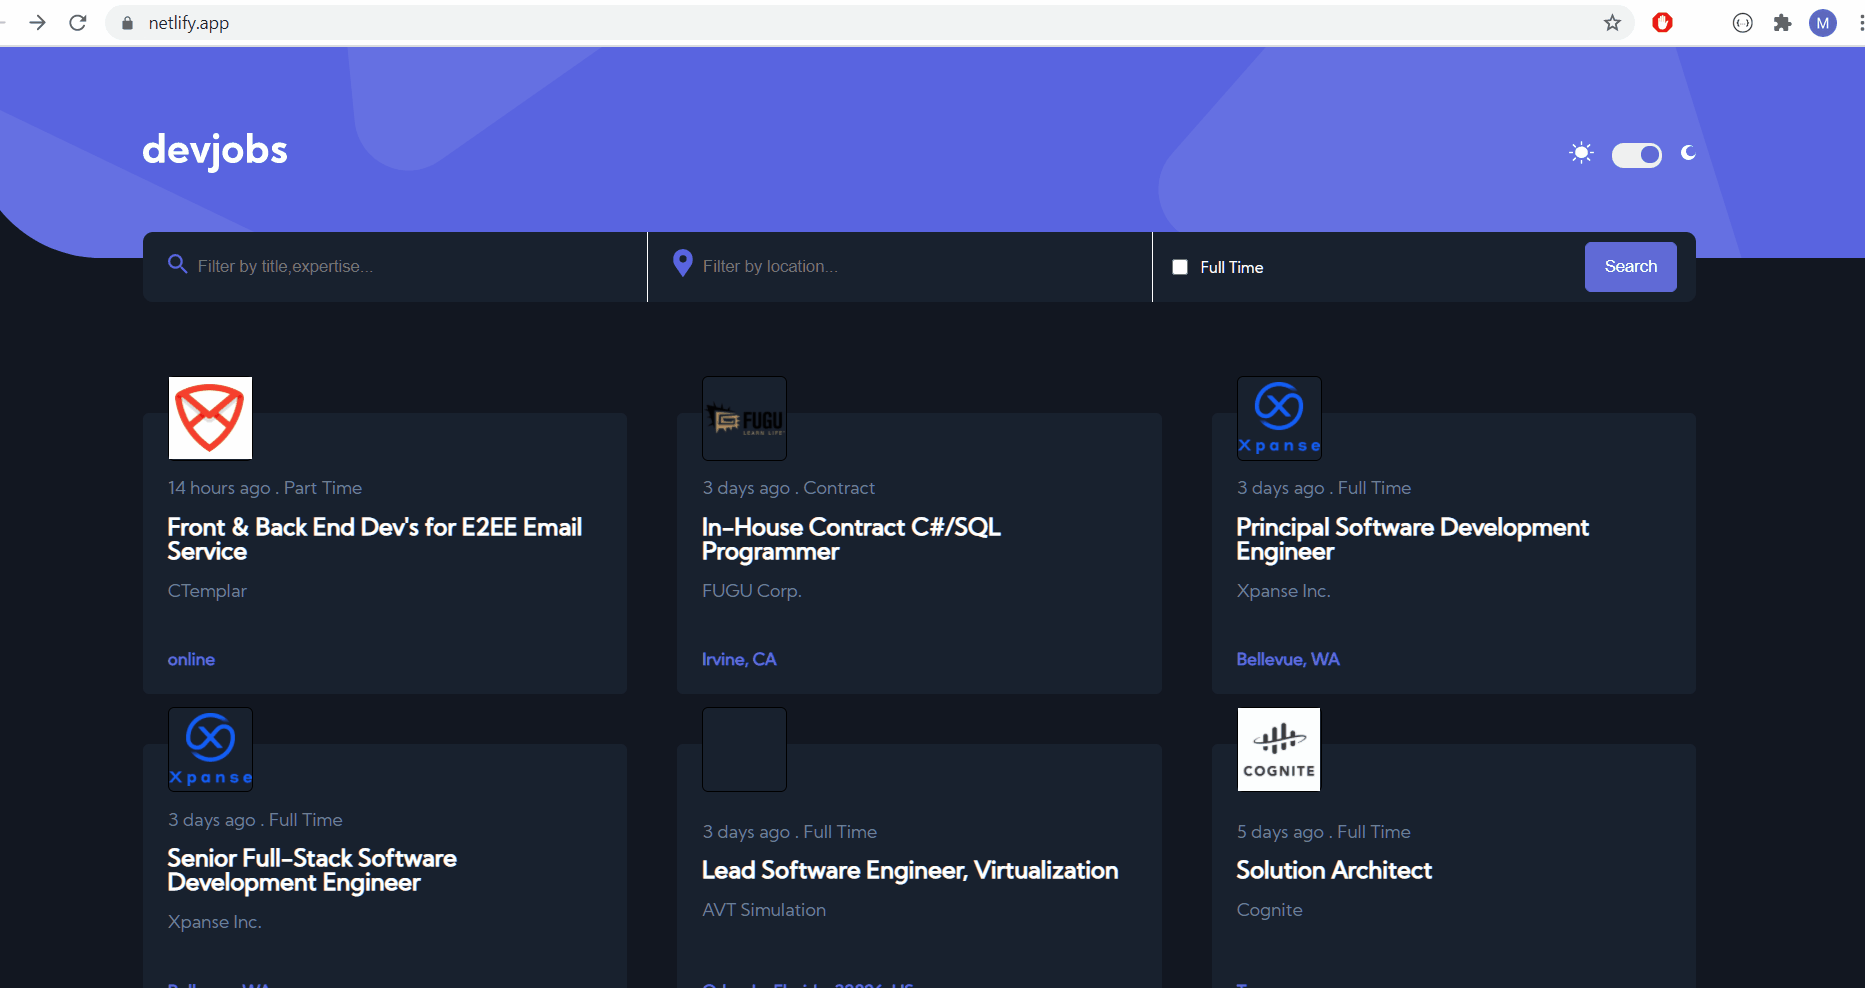 netlify.app
M
devjobs
Filter by title,expertise...
Filter by location...
Full Time
Search
FUGU
LEARN LIFE
Xpanse
14 hours ago . Part Time
3 days ago . Contract
3 days ago . Full Time
Front & Back End Dev's for E2EE Email
Service
In-House Contract C#/SQL
Programmer
Principal Software Development
Engineer
CTemplar
FUGU Corp.
Xpanse Inc.
online
Irvine, CA
Bellevue, WA
Xpanse
COGNITE
3 days ago . Full Time
3 days ago . Full Time
5 days ago . Full Time
Senior Full-Stack Software
Development Engineer
Lead Software Engineer, Virtualization
Solution Architect
Xpanse Inc.
AVT Simulation
Cognite